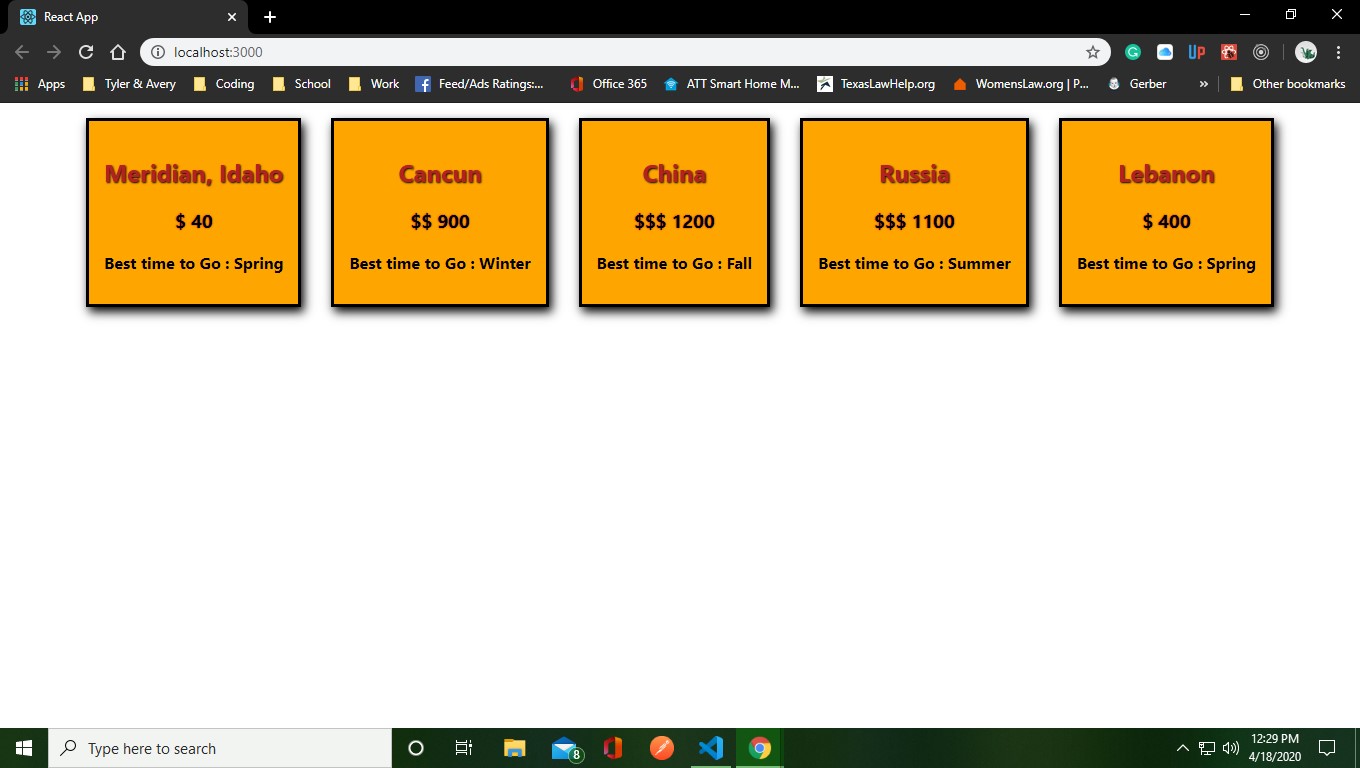 React App
localhost:3000
UP
Apps Tyler & Avery Coding School Work Feed/Ads Ratings:... Office 365 ATT Smart Home M... TexasLawHelp.org WomensLaw.org | P... Gerber » Other bookmarks
Meridian, Idaho
$ 40
Best time to Go : Spring
Cancun
$$ 900
Best time to Go : Winter
China
$$$ 1200
Best time to Go : Fall
Russia
$$$ 1100
Best time to Go : Summer
Lebanon
$ 400
Best time to Go : Spring
Type here to search
8
12:29 PM
4/18/2020